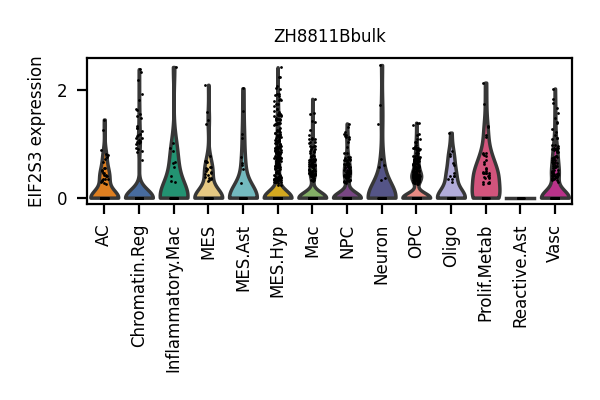 ZH8811Bbulk
EIF2S3 expression
2
0
AC
Chromatin.Reg
Inflammatory.Mac
MES
MES.Ast
MES.Hyp
Mac
NPC
Neuron
OPC
Oligo
Prolif.Metab
Reactive.Ast
Vasc